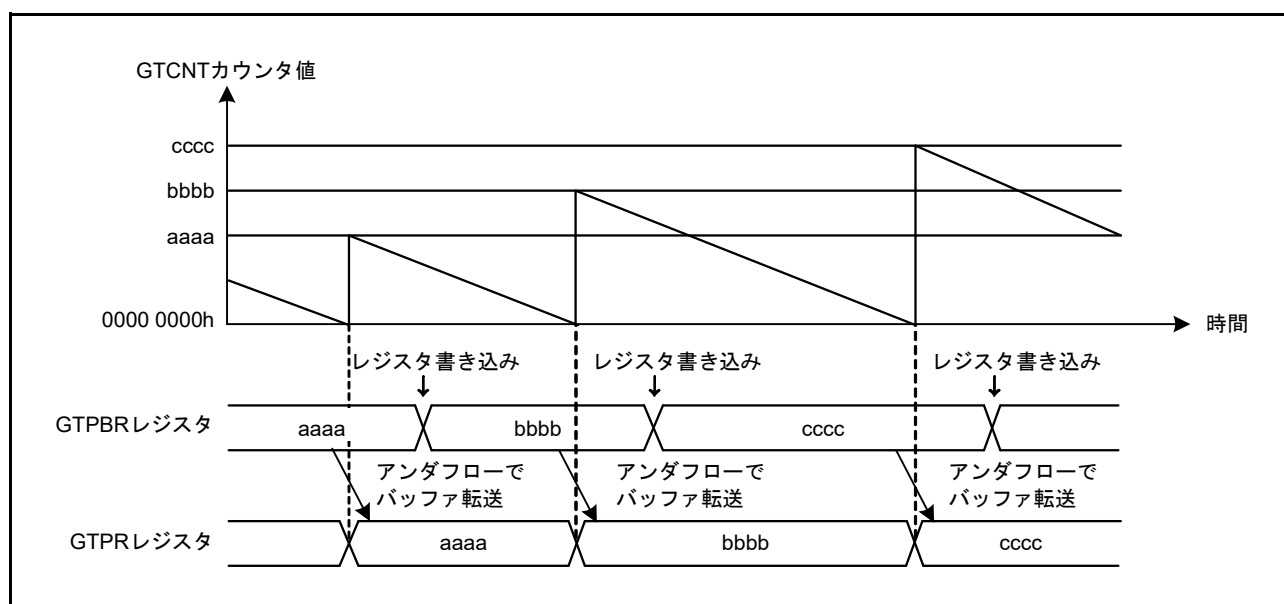 GTCNTカウンタ値
cccc
bbbb
aaaa
0000 0000h
時間
レジスタ書き込み
レジスタ書き込み
レジスタ書き込み
GTPBRレジスタ
aaaa
bbbb
cccc
アンダフローで
バッファ転送
アンダフローで
バッファ転送
アンダフローで
バッファ転送
GTPRレジスタ
aaaa
bbbb
cccc